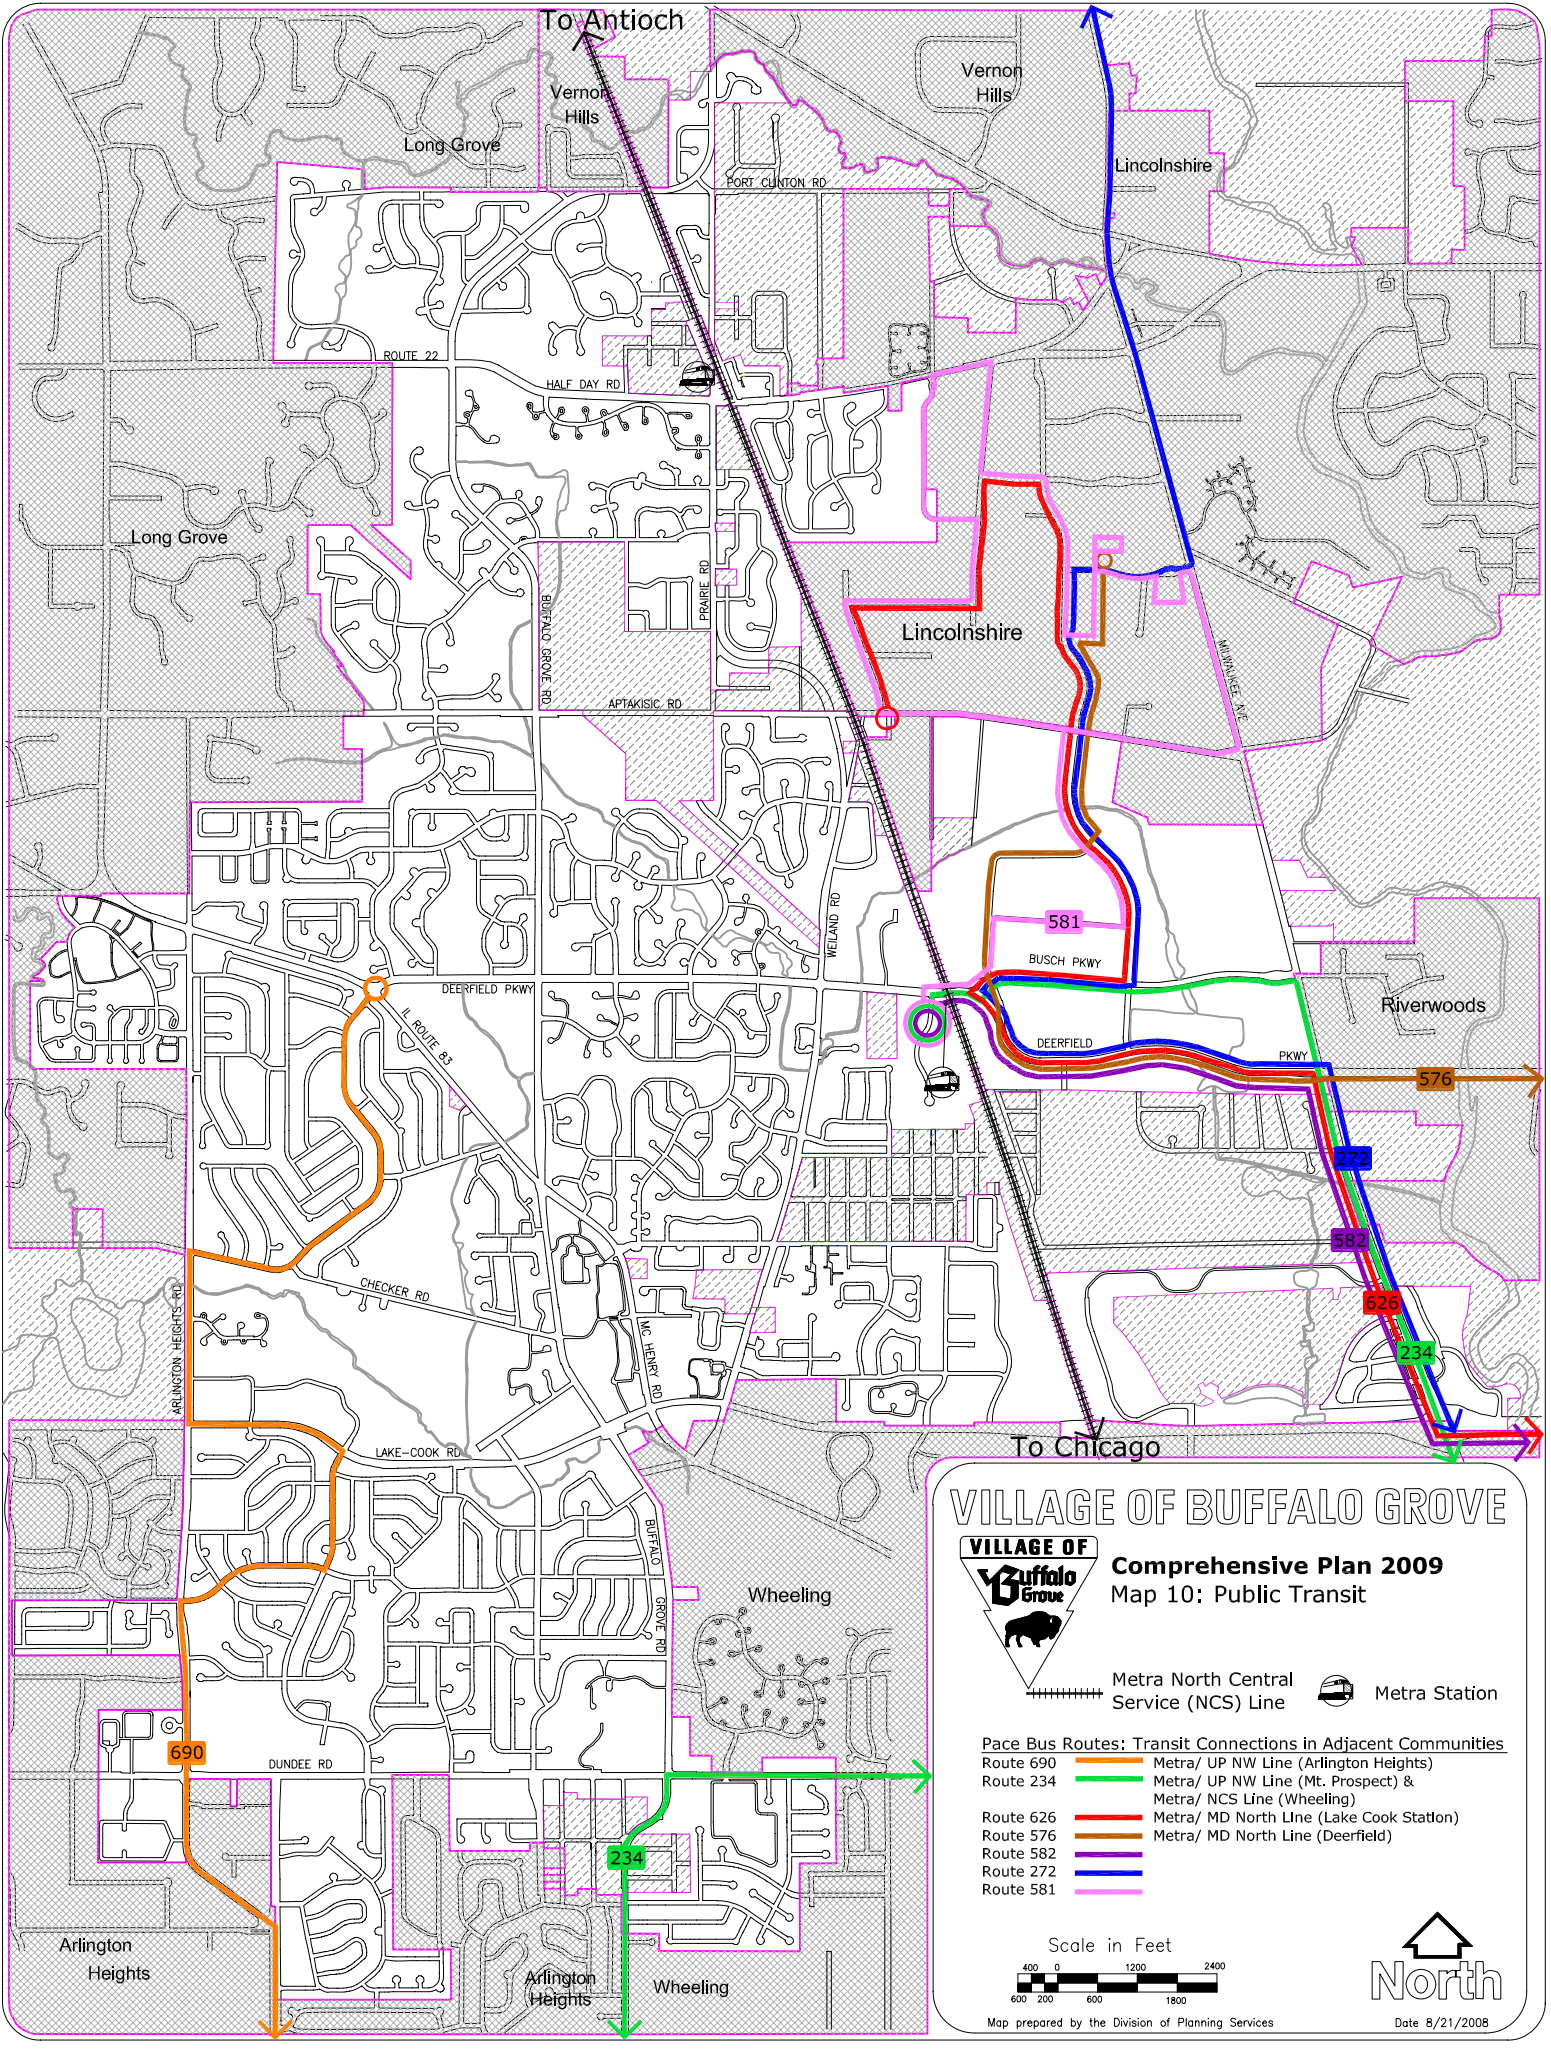 To Antioch
Vernon
Hills
Vernon
Hills
Long Grove
Lincolnshire
PORT CLINTON RD
ROUTE 22
HALF DAY RD
Long Grove
PRAIRIE RD
BUFFALO GROVE RD
Lincolnshire
MILWAUKEE AVE
APTAKISIC RD
WEILAND RD
581
BUSCH PKWY
DEERFIELD PKWY
IL ROUTE 83
Riverwoods
DEERFIELD
PKWY
576
272
582
CHECKER RD
ARLINGTON HEIGHTS RD
MC HENRY RD
626
234
LAKE-COOK RD
To Chicago
BUFFALO
GROVE RD
Wheeling
690
DUNDEE RD
234
Arlington
Heights
Arlington
Heights
Wheeling
VILLAGE OF BUFFALO GROVE
VILLAGE OF
Buffalo
Grove
Comprehensive Plan 2009
Map 10: Public Transit
Metra North Central
Service (NCS) Line
Metra Station
Pace Bus Routes: Transit Connections in Adjacent Communities
Route 690 Metra/ UP NW Line (Arlington Heights)
Route 234 Metra/ UP NW Line (Mt. Prospect) &
Metra/ NCS Line (Wheeling)
Route 626 Metra/ MD North LIne (Lake Cook Station)
Route 576 Metra/ MD North Line (Deerfield)
Route 582
Route 272
Route 581
Scale in Feet
400 0 1200 2400
600 200 600 1800
North
Map prepared by the Division of Planning Services
Date 8/21/2008